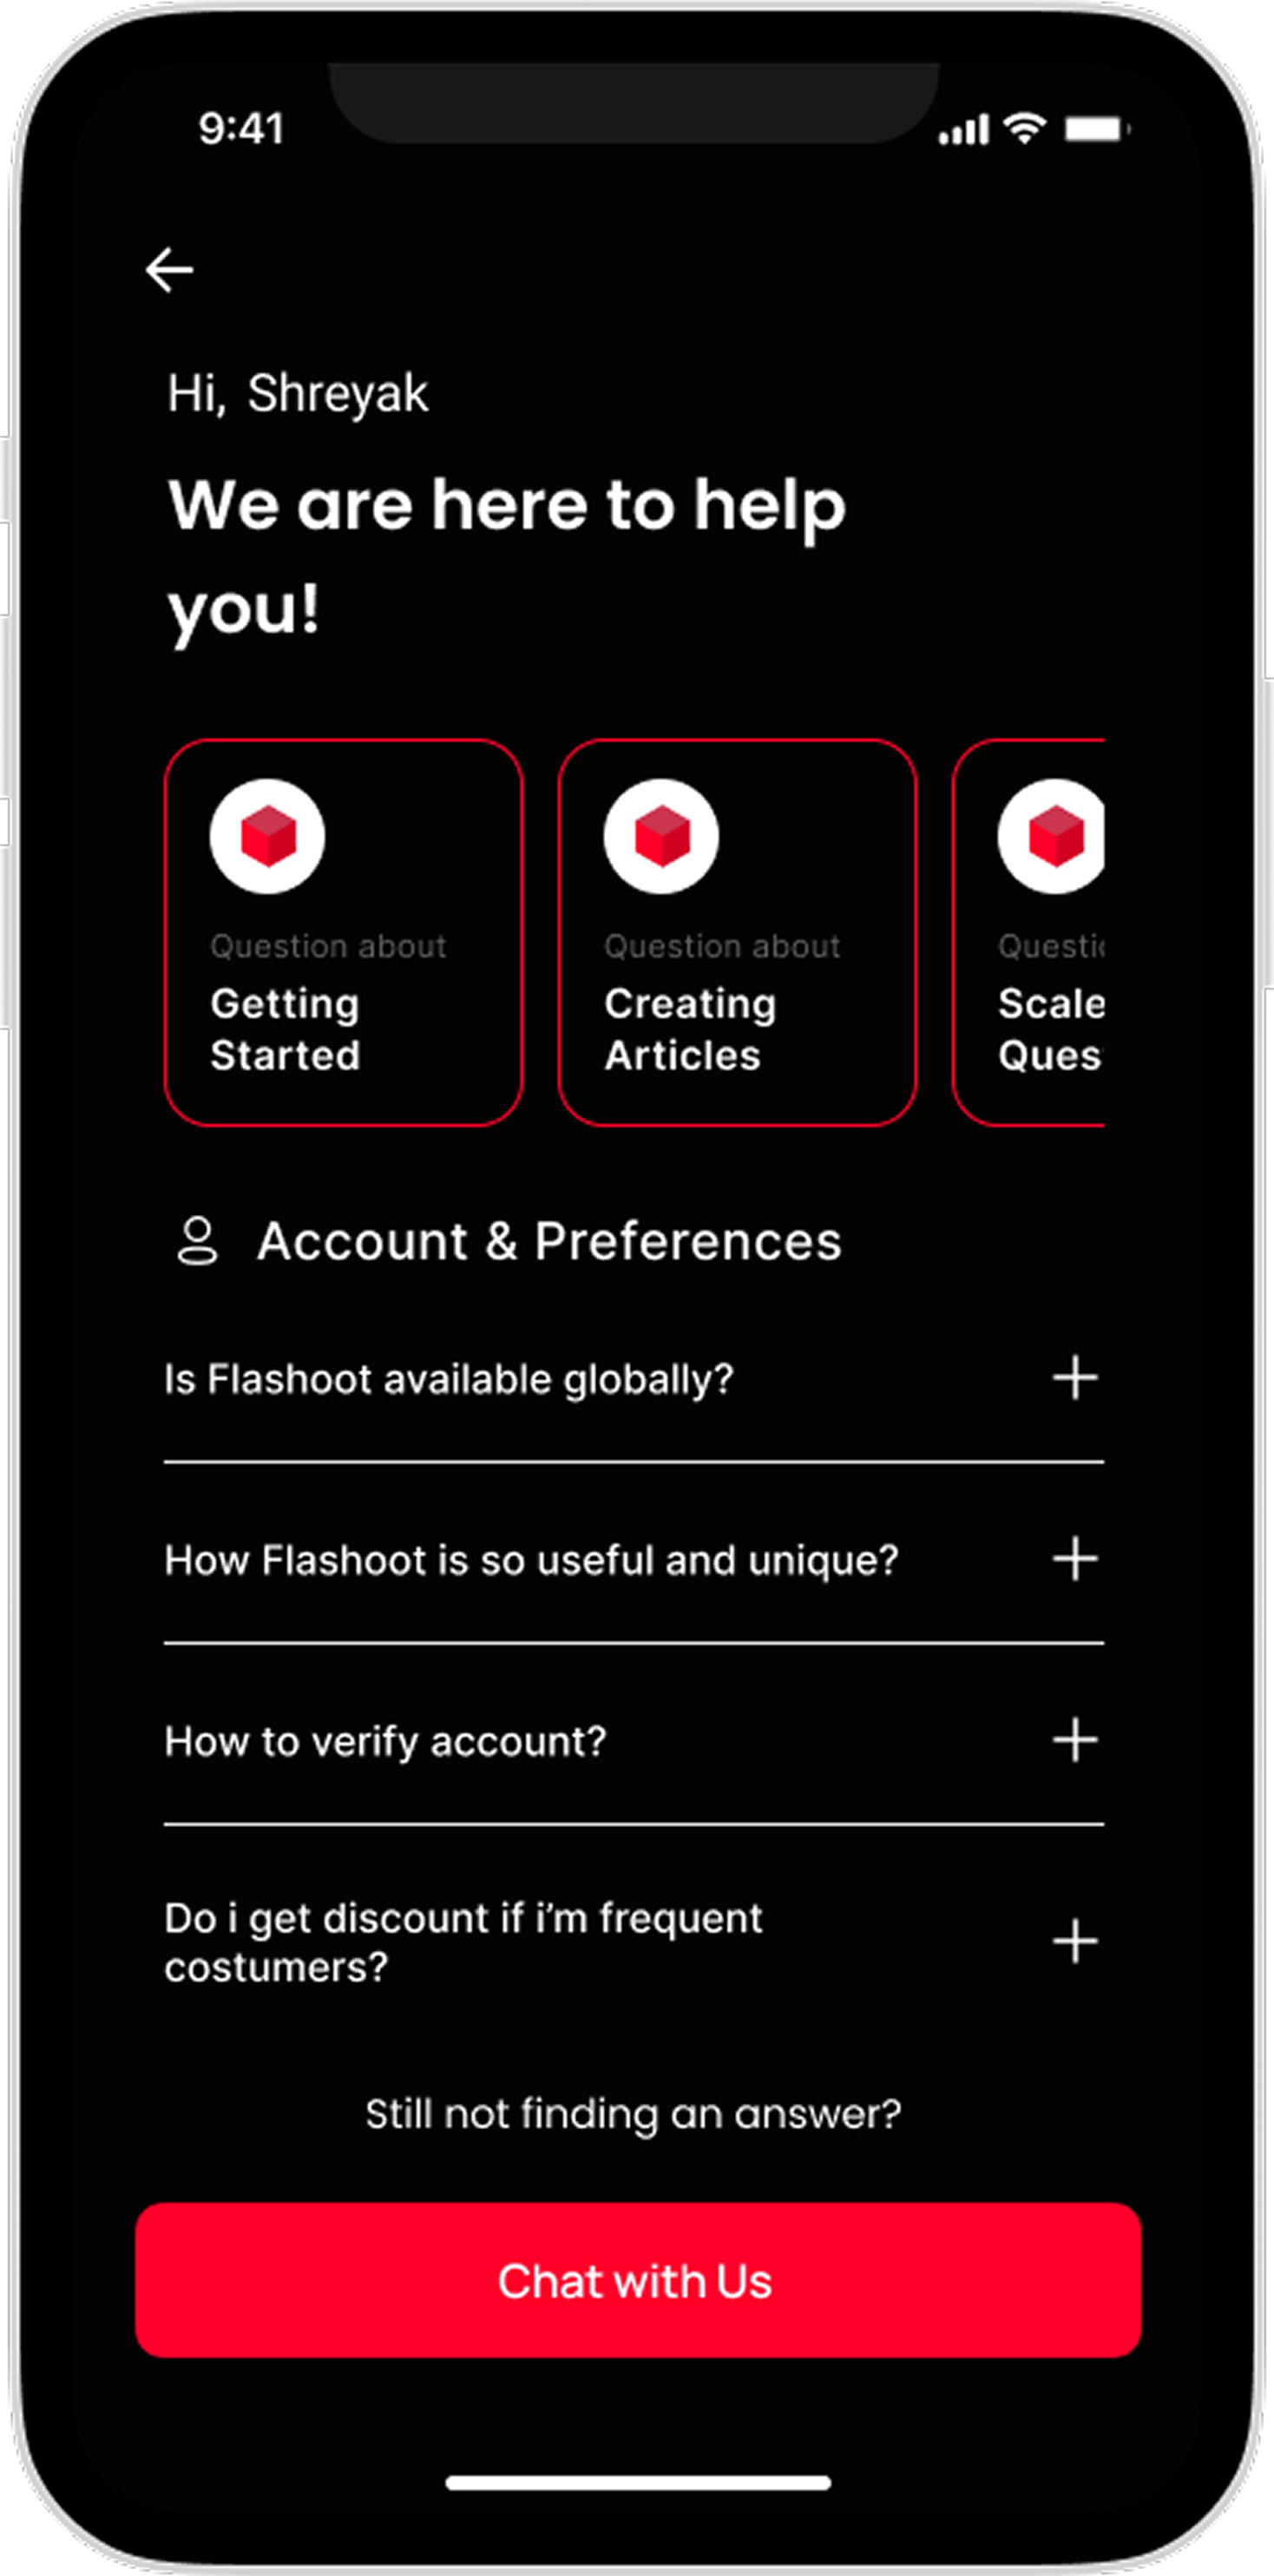 9:41
Hi, Shreyak
We are here to help
you!
Question about
Getting
Started
Question about
Creating
Articles
Scale
Account & Preferences
Is Flashoot available globally?
How Flashoot is so useful and unique?
How to verify account?
Do i get discount if i'm frequent
costumers?
Still not finding an answer?
Chat with Us